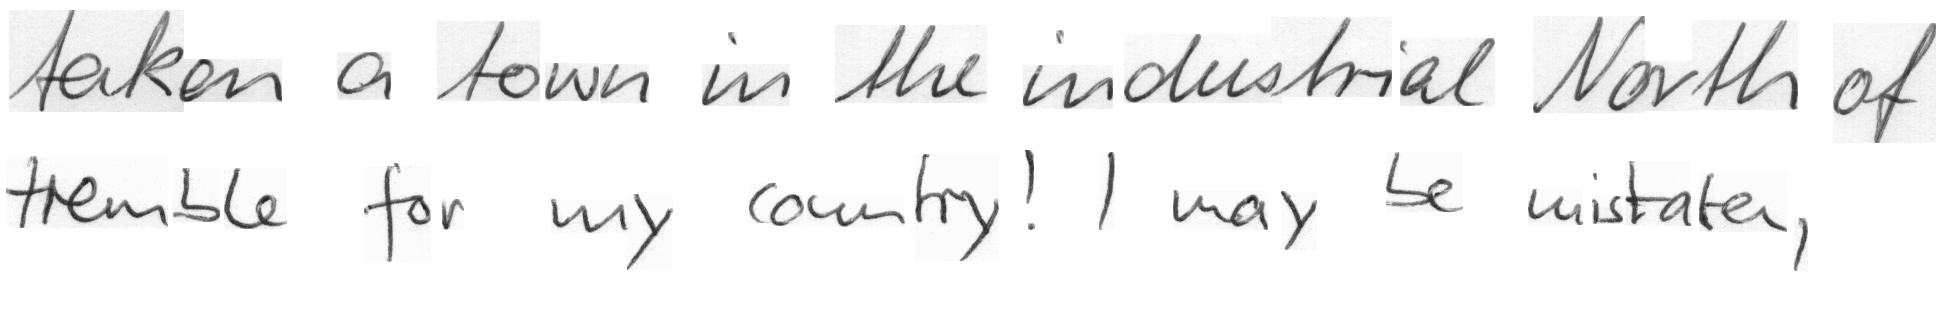 taken a town in the industrial North of
tremble for my country! I may be mistaken,